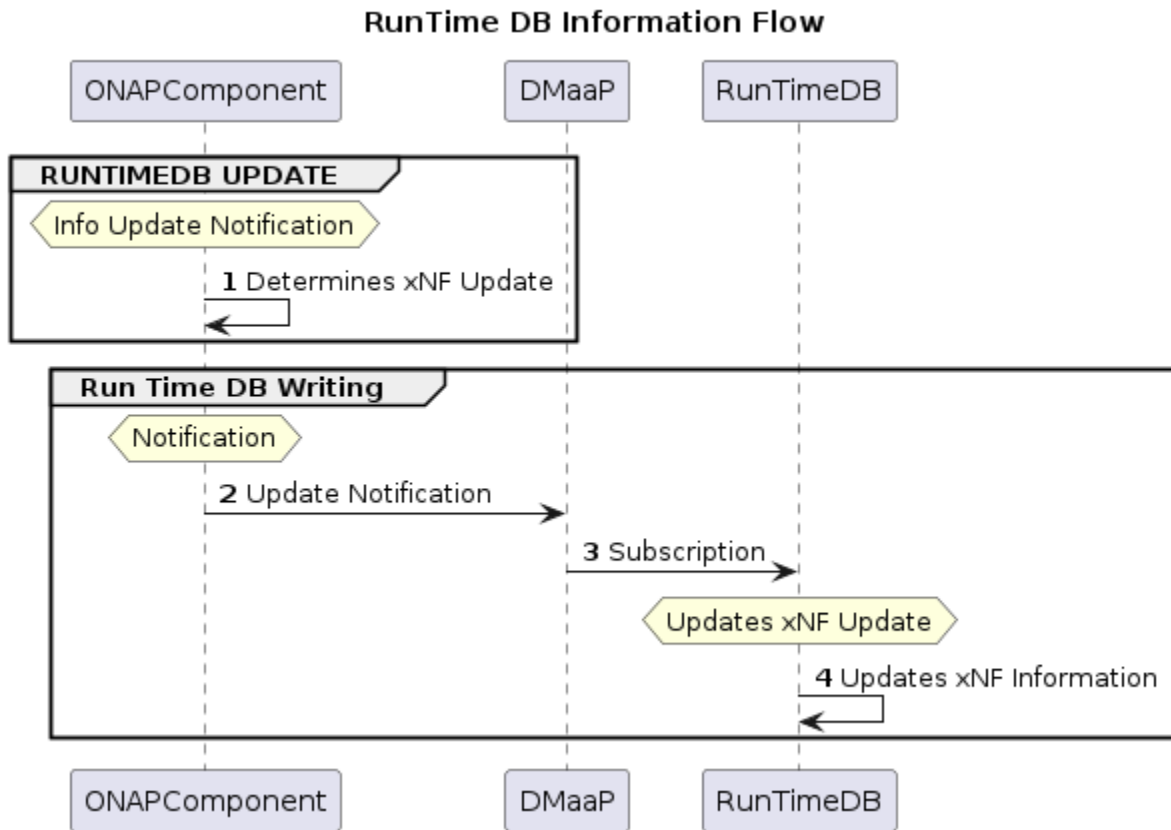 RunTime DB Information Flow
ONAPComponent
DMaaP
RunTimeDB
RUNTIMEDB UPDATE
Info Update Notification
1 Determines xNF Update
Run Time DB Writing
Notification
2 Update Notification
3 Subscription
Updates xNF Update
4 Updates xNF Information
ONAPComponent
DMaaP
RunTimeDB